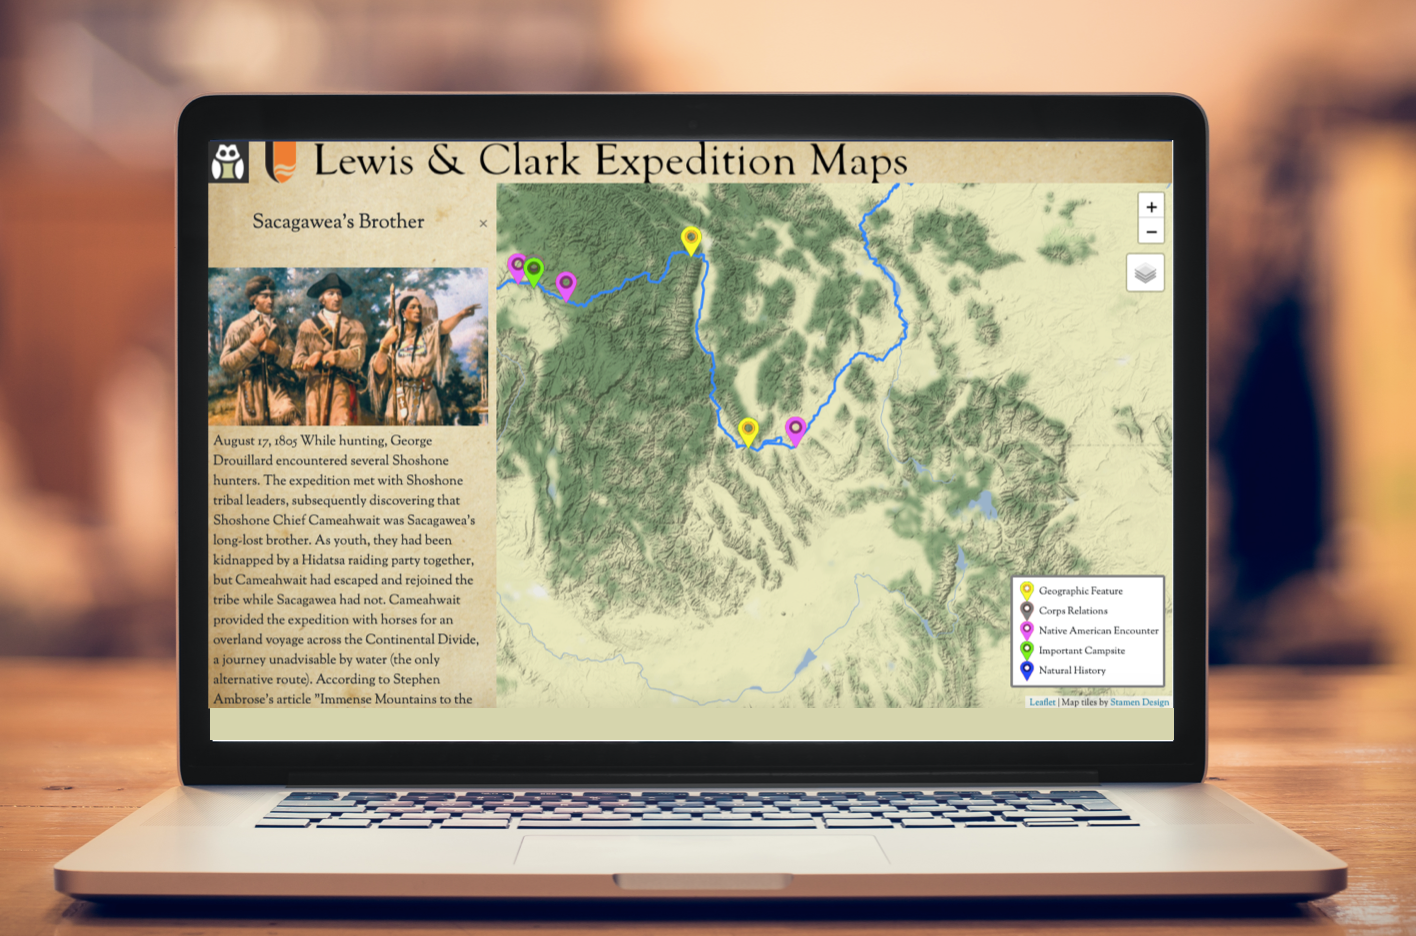 Lewis & Clark Expedition Maps
Sacagawea's Brother ×
August 17, 1805 While hunting, George
Drouillard encountered several Shoshone
hunters. The expedition met with Shoshone
tribal leaders, subsequently discovering that
Shoshone Chief Cameahwait was Sacagawea's
long-lost brother. As youth, they had been
kidnapped by a Hidatsa raiding party together,
but Cameahwait had escaped and rejoined the
tribe while Sacagawea had not. Cameahwait
provided the expedition with horses for an
overland voyage across the Continental Divide,
a journey unadvisable by water (the only
alternative route). According to Stephen
Ambrose's article "Immense Mountains to the
+
−
Geographic Feature
Corps Relations
Native American Encounter
Important Campsite
Natural History
Leaflet | Map tiles by Stamen Design